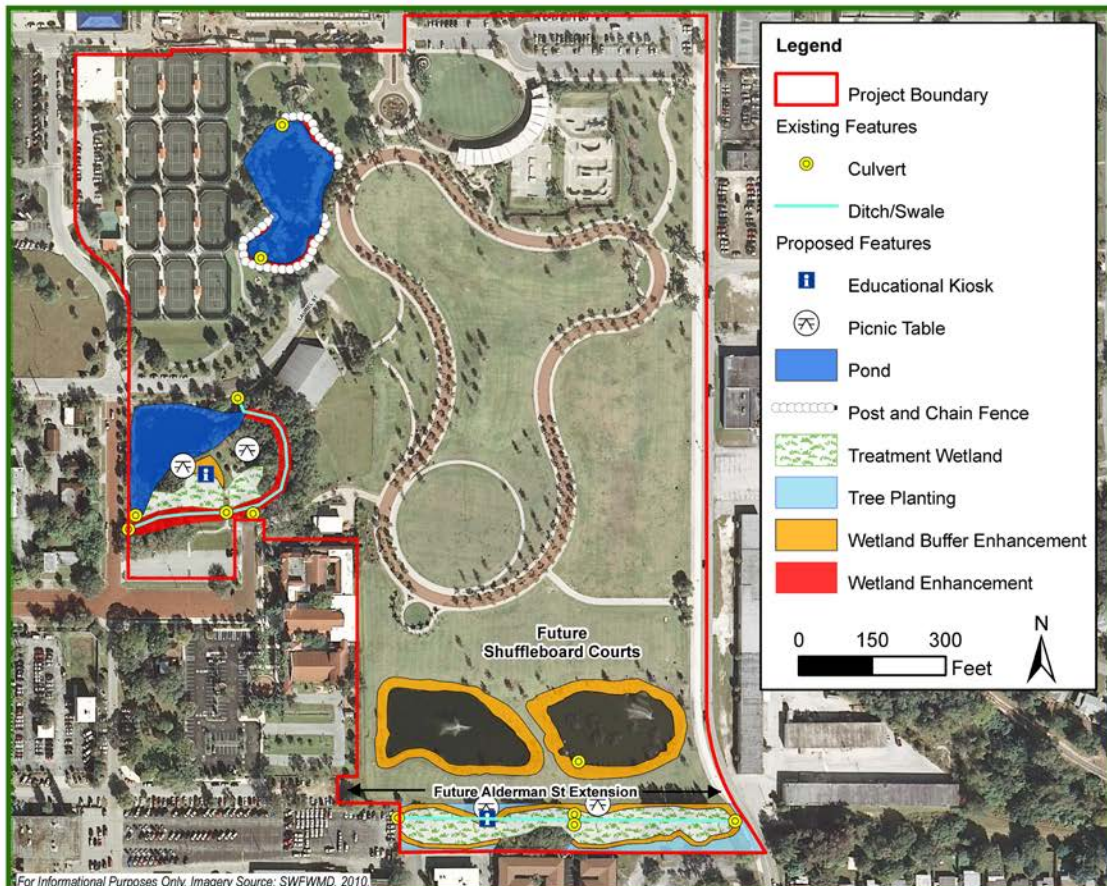 Legend
Project Boundary
Existing Features
Culvert
Ditch/Swale
Proposed Features
Educational Kiosk
Picnic Table
Pond
Post and Chain Fence
Treatment Wetland
Tree Planting
Wetland Buffer Enhancement
Wetland Enhancement
0 150 300
Feet
N
Future
Shuffleboard Courts
Future Alderman St Extension
For Informational Purposes Only. Imagery Source: SWFWMD, 2010.